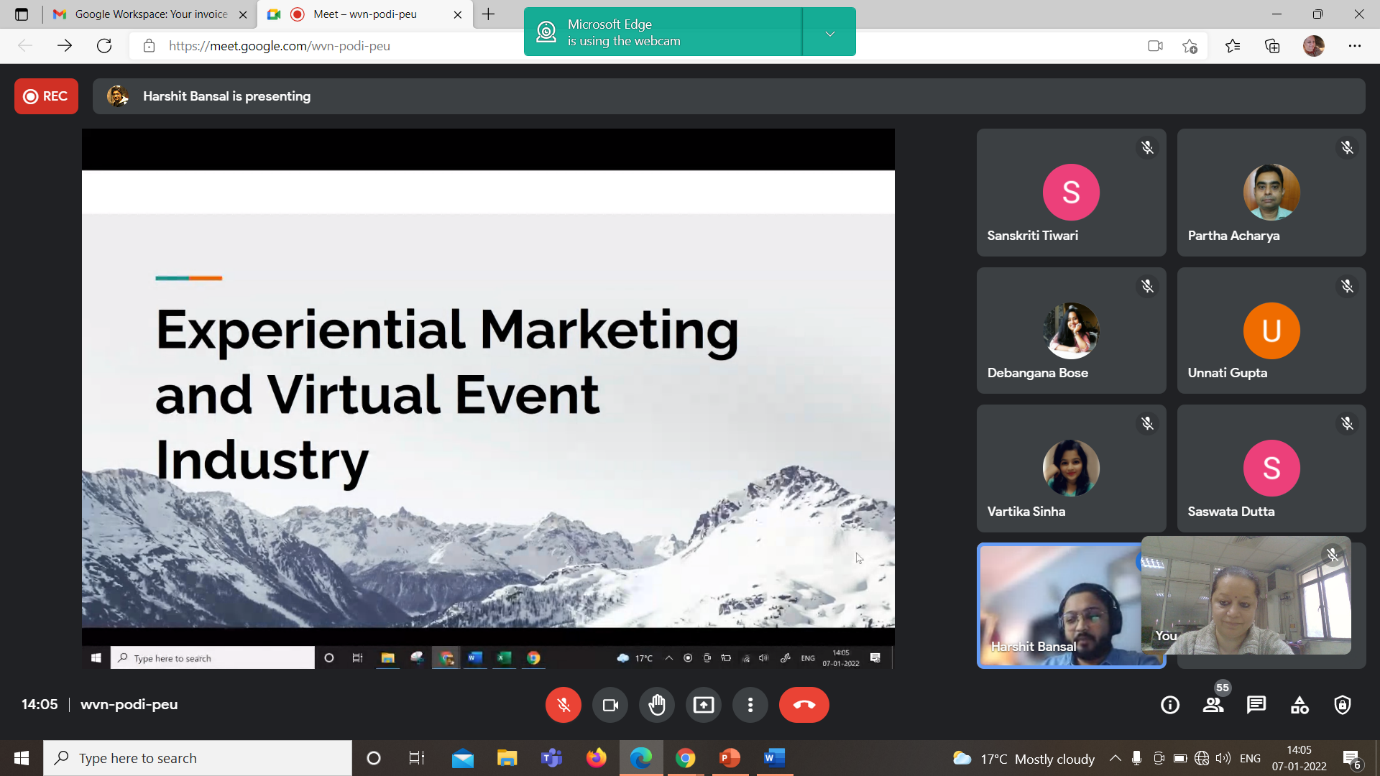 Google Workspace: Your invoice
Meet – wvn-podi-peu
Microsoft Edge
is using the webcam
https://meet.google.com/wvn-podi-peu
REC
Harshit Bansal is presenting
Experiential Marketing
and Virtual Event
Industry
S
Sanskriti Tiwari
Partha Acharya
Debangana Bose
U
Unnati Gupta
Vartika Sinha
S
Saswata Dutta
Harshit Bansal
You
Type here to search
17°C
ENG
14:05
07-01-2022
14:05
wvn-podi-peu
55
Type here to search
17°C Mostly cloudy
ENG
14:05
07-01-2022
6